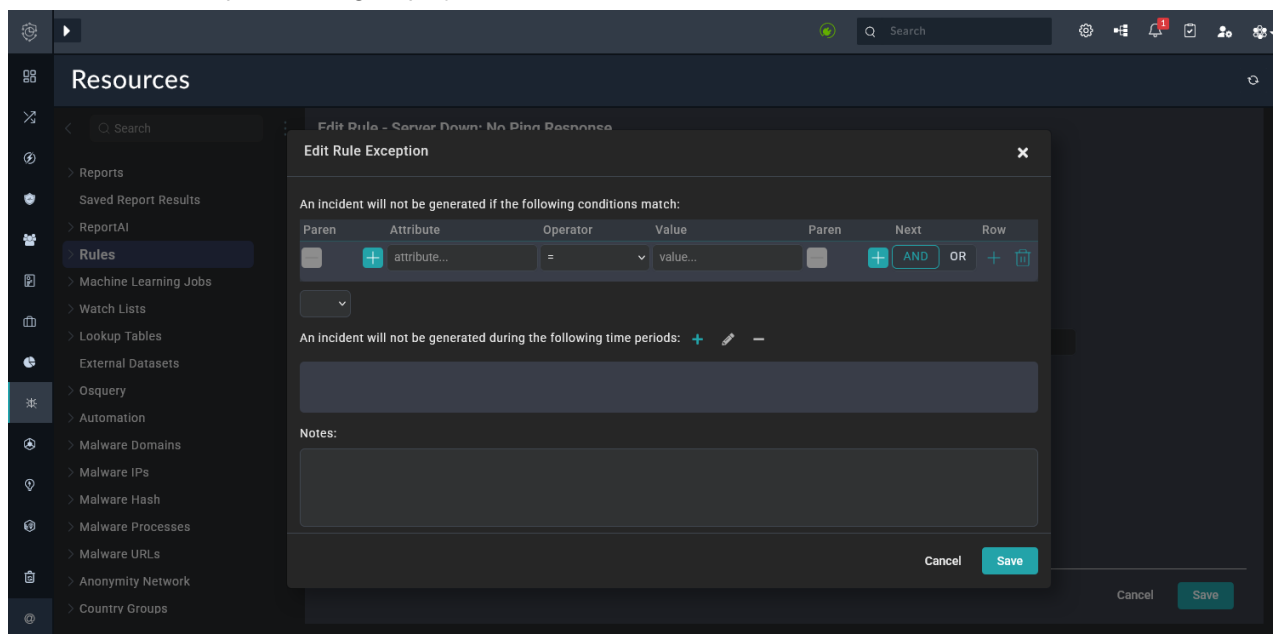 Search
1
Resources
Search
Edit Rule - Server Down: No Ping Response
Reports
Saved Report Results
ReportAI
Rules
Machine Learning Jobs
Watch Lists
Lookup Tables
External Datasets
Osquery
Automation
Malware Domains
Malware IPs
Malware Hash
Malware Processes
Malware URLs
Anonymity Network
Country Groups
Edit Rule Exception
An incident will not be generated if the following conditions match:
Paren Attribute Operator Value Paren Next Row
attribute... = value... AND OR
An incident will not be generated during the following time periods:
Notes:
Cancel Save
Cancel Save